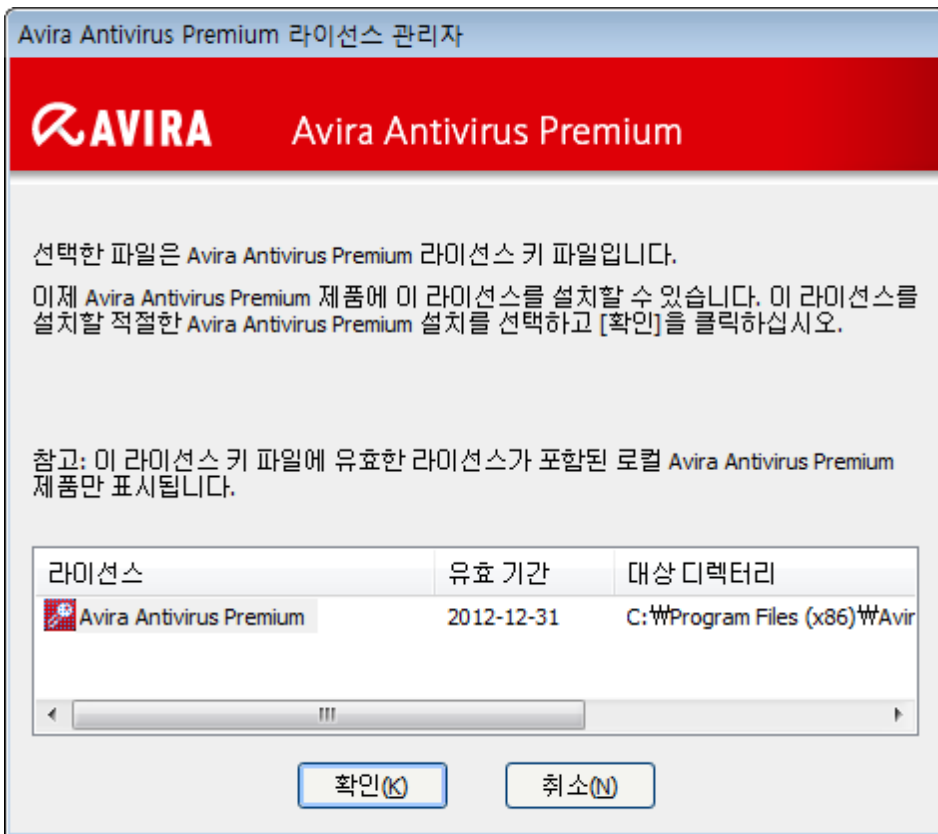 Avira Antivirus Premium 라이선스 관리자
AVIRA Avira Antivirus Premium
선택한 파일은 Avira Antivirus Premium 라이선스 키 파일입니다.
이제 Avira Antivirus Premium 제품에 이 라이선스를 설치할 수 있습니다. 이 라이선스를
설치할 적절한 Avira Antivirus Premium 설치를 선택하고 [확인]을 클릭하십시오.
참고: 이 라이선스 키 파일에 유효한 라이선스가 포함된 로컬 Avira Antivirus Premium
제품만 표시됩니다.
라이선스 유효 기간 대상 디렉터리
Avira Antivirus Premium 2012-12-31 C:₩Program Files (x86)₩Avir
확인(K) 취소(N)